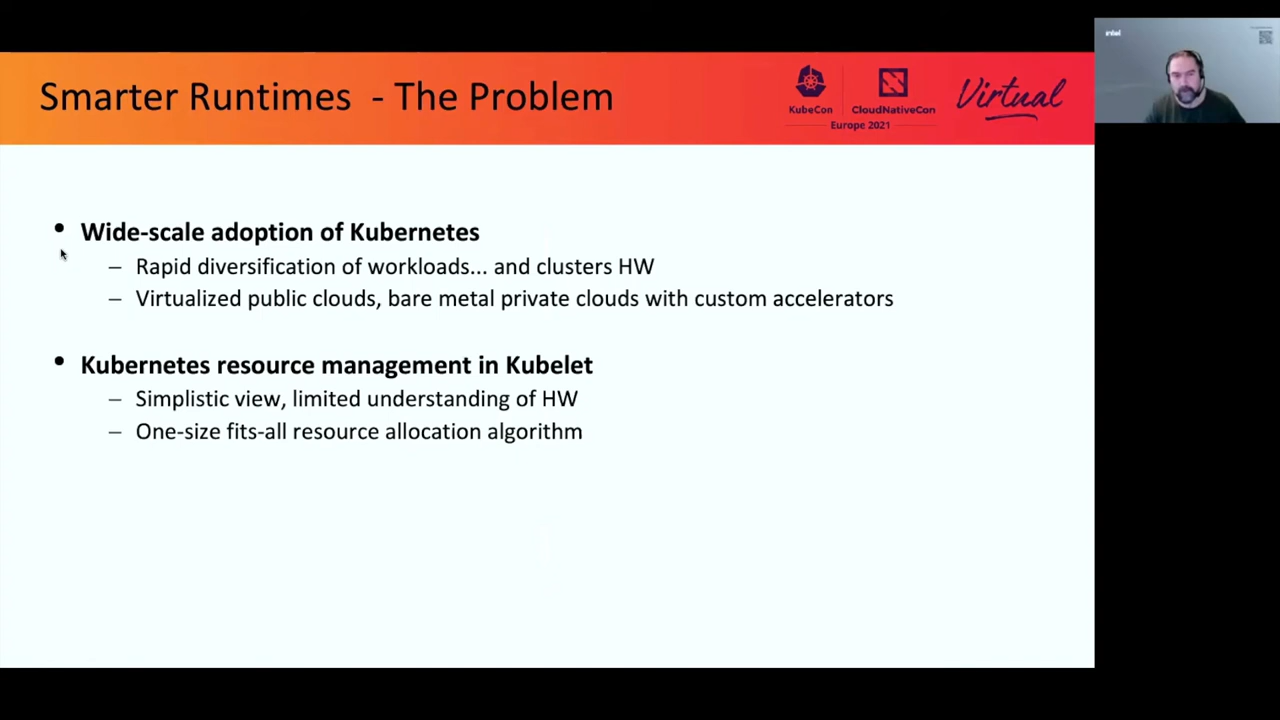 Smarter Runtimes - The Problem
KubeCon
CloudNativeCon
Europe 2021
Virtual
intel
• Wide-scale adoption of Kubernetes
– Rapid diversification of workloads... and clusters HW
– Virtualized public clouds, bare metal private clouds with custom accelerators
• Kubernetes resource management in Kubelet
– Simplistic view, limited understanding of HW
– One-size fits-all resource allocation algorithm